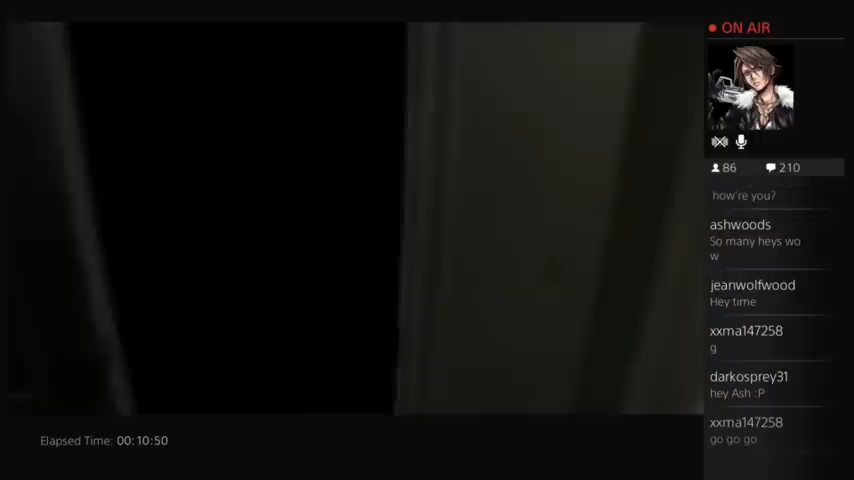 ON AIR
86 210
how're you?
ashwoods
So many heys wo
w
jeanwolfwood
Hey time
xxma147258
g
darkosprey31
hey Ash :P
xxma147258
go go go
Elapsed Time: 00:10:50